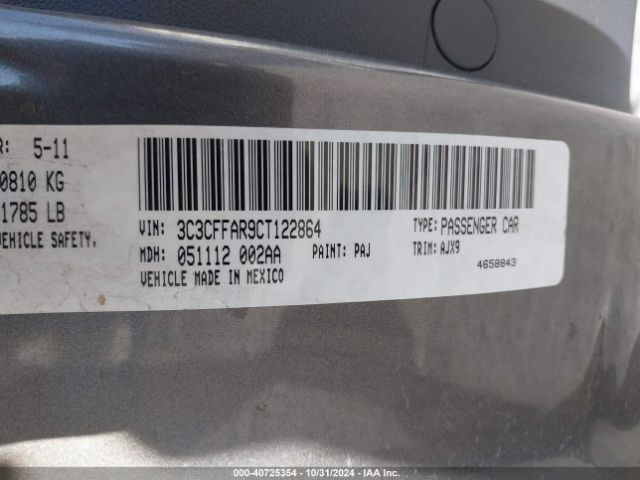 R: 5-11
0810 KG
1785 LB
VEHICLE SAFETY.
VIN: 3C3CFFAR9CT122864
TYPE: PASSENGER CAR
MDH: 051112 002AA
PAINT: PAJ
TRIM: AJX9
VEHICLE MADE IN MEXICO
4658843
000-40725354 | 10/31/2024 | IAA Inc.